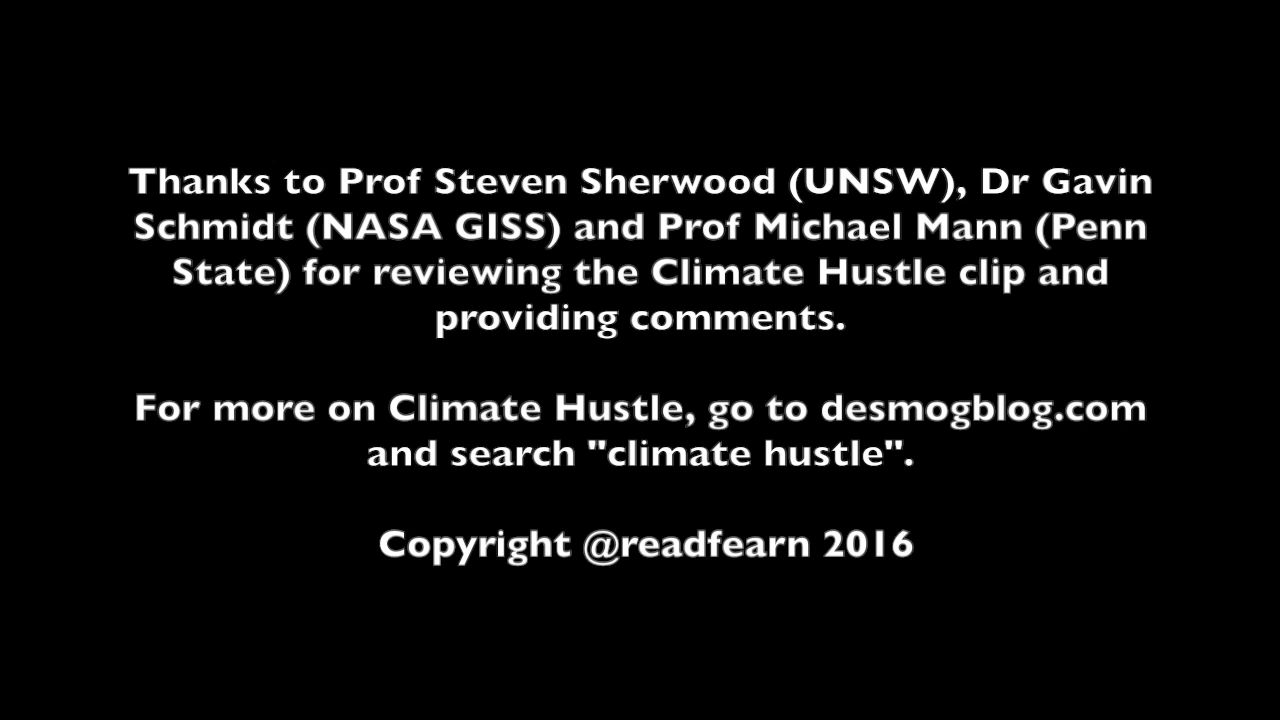 Thanks to Prof Steven Sherwood (UNSW), Dr Gavin
Schmidt (NASA GISS) and Prof Michael Mann (Penn
State) for reviewing the Climate Hustle clip and
providing comments.
For more on Climate Hustle, go to desmogblog.com
and search "climate hustle".
Copyright @readfearn 2016